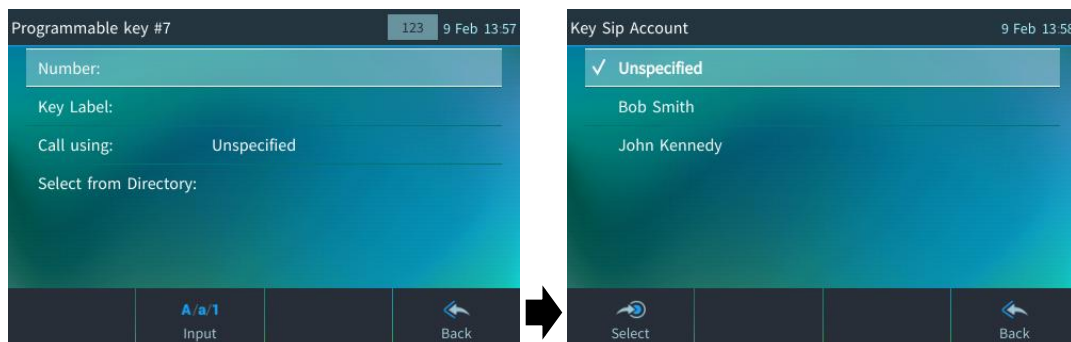 Programmable key #7 123 9 Feb 13:57
Number:
Key Label:
Call using: Unspecified
Select from Directory:
A/a/1
Input Back
Key Sip Account 9 Feb 13:58
✓ Unspecified
Bob Smith
John Kennedy
Select Back